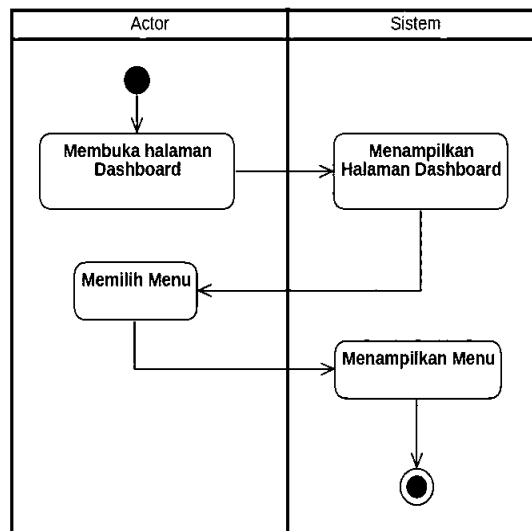 Actor
Sistem
Membuka halaman
Dashboard
Menampilkan
Halaman Dashboard
Memilih Menu
Menampilkan Menu